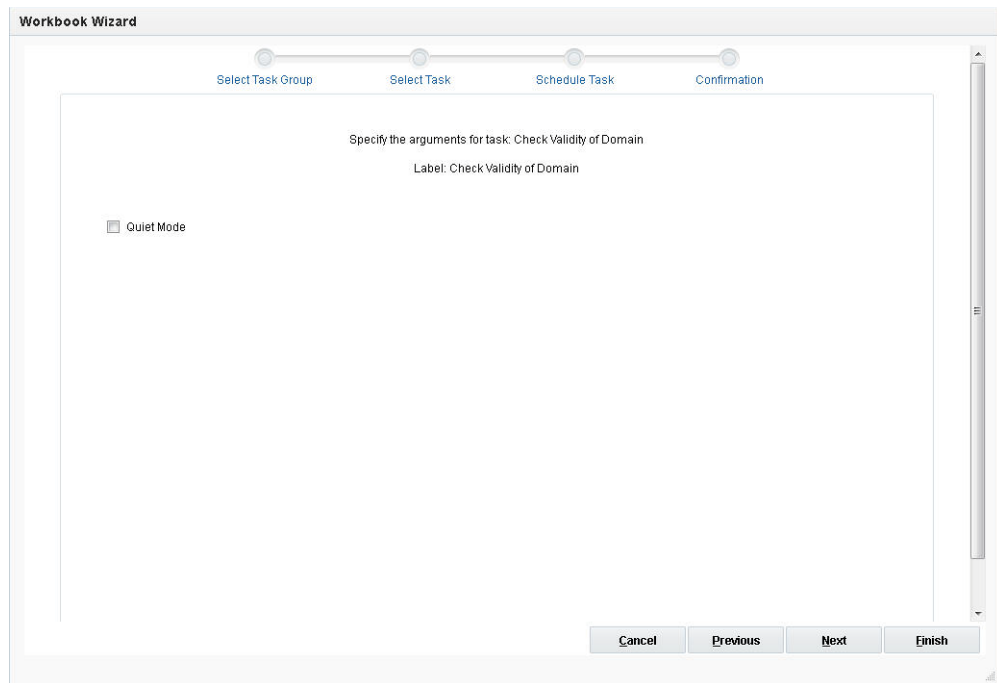 Workbook Wizard
Select Task Group
Select Task
Schedule Task
Confirmation
Specify the arguments for task: Check Validity of Domain
Label: Check Validity of Domain
Quiet Mode
Cancel
Previous
Next
Finish